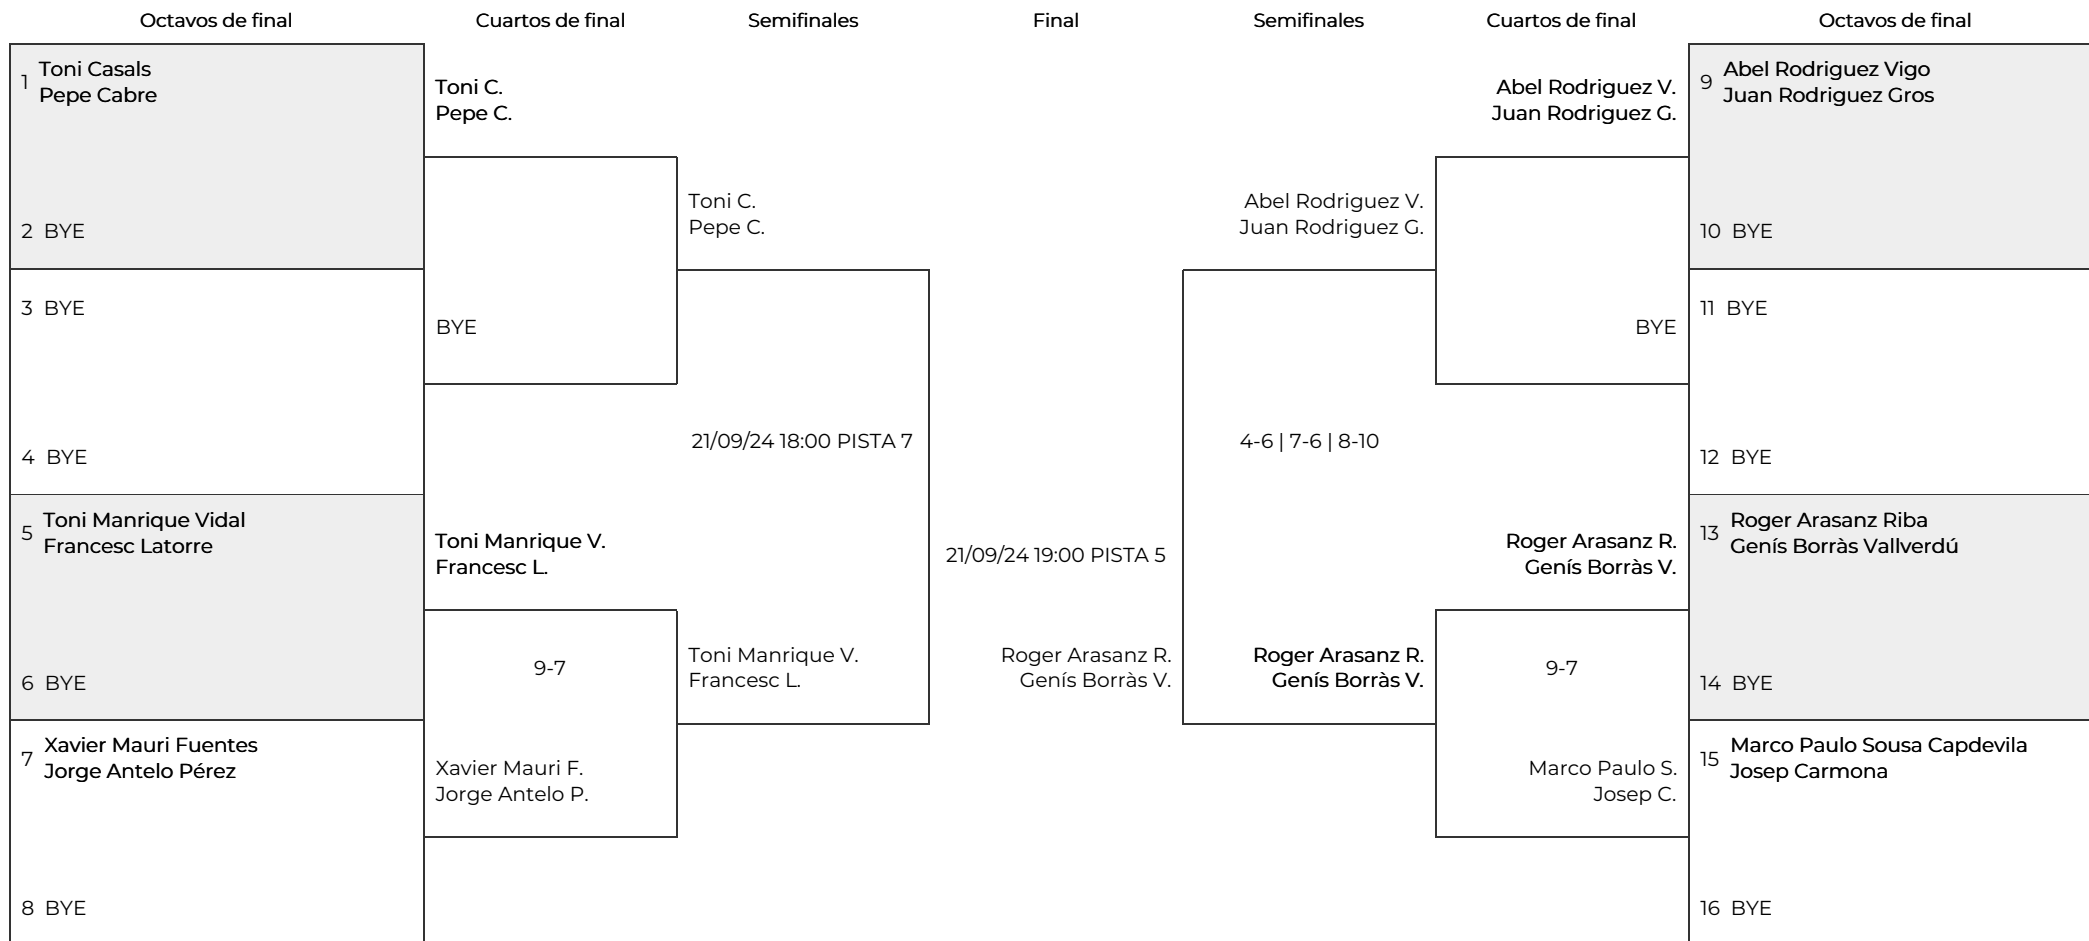 Octavos de final
Cuartos de final
Semifinales
Final
Semifinales
Cuartos de final
Octavos de final
1 Toni Casals
Pepe Cabre
2 BYE
3 BYE
4 BYE
5 Toni Manrique Vidal
Francesc Latorre
6 BYE
7 Xavier Mauri Fuentes
Jorge Antelo Pérez
8 BYE
Toni C.
Pepe C.
BYE
Toni Manrique V.
Francesc L.
9-7
Xavier Mauri F.
Jorge Antelo P.
Toni C.
Pepe C.
21/09/24 18:00 PISTA 7
Toni Manrique V.
Francesc L.
21/09/24 19:00 PISTA 5
Roger Arasanz R.
Genís Borràs V.
Abel Rodriguez V.
Juan Rodriguez G.
4-6 | 7-6 | 8-10
Roger Arasanz R.
Genís Borràs V.
Abel Rodriguez V.
Juan Rodriguez G.
BYE
Roger Arasanz R.
Genís Borràs V.
9-7
Marco Paulo S.
Josep C.
9 Abel Rodriguez Vigo
Juan Rodriguez Gros
10 BYE
11 BYE
12 BYE
13 Roger Arasanz Riba
Genís Borràs Vallverdú
14 BYE
15 Marco Paulo Sousa Capdevila
Josep Carmona
16 BYE